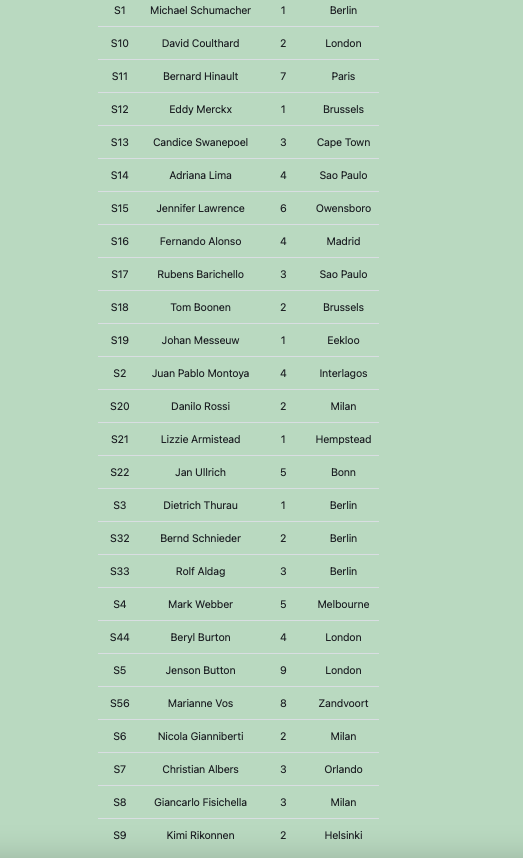 S1 Michael Schumacher 1 Berlin
S10 David Coulthard 2 London
S11 Bernard Hinault 7 Paris
S12 Eddy Merckx 1 Brussels
S13 Candice Swanepoel 3 Cape Town
S14 Adriana Lima 4 Sao Paulo
S15 Jennifer Lawrence 6 Owensboro
S16 Fernando Alonso 4 Madrid
S17 Rubens Barichello 3 Sao Paulo
S18 Tom Boonen 2 Brussels
S19 Johan Messeuw 1 Eekloo
S2 Juan Pablo Montoya 4 Interlagos
S20 Danilo Rossi 2 Milan
S21 Lizzie Armistead 1 Hempstead
S22 Jan Ullrich 5 Bonn
S3 Dietrich Thurau 1 Berlin
S32 Bernd Schnieder 2 Berlin
S33 Rolf Aldag 3 Berlin
S4 Mark Webber 5 Melbourne
S44 Beryl Burton 4 London
S5 Jenson Button 9 London
S56 Marianne Vos 8 Zandvoort
S6 Nicola Gianniberti 2 Milan
S7 Christian Albers 3 Orlando
S8 Giancarlo Fisichella 3 Milan
S9 Kimi Rikonnen 2 Helsinki